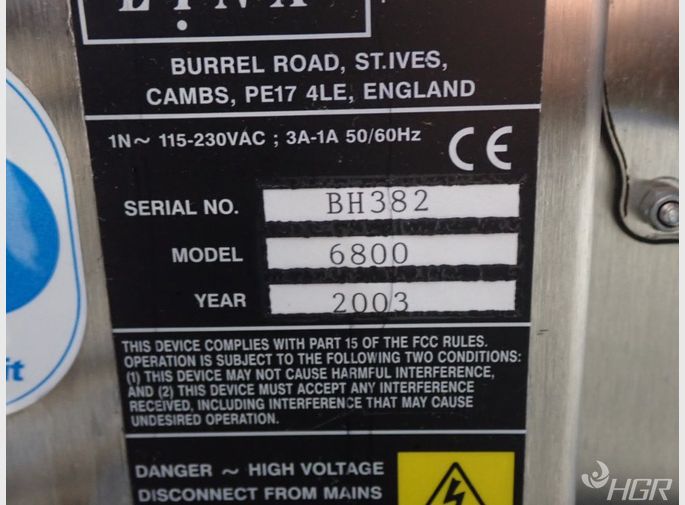 LINX
BURREL ROAD, ST.IVES,
CAMBS, PE17 4LE, ENGLAND
1N~ 115-230VAC ; 3A-1A 50/60Hz
CE
SERIAL NO. BH382
MODEL 6800
YEAR 2003
THIS DEVICE COMPLIES WITH PART 15 OF THE FCC RULES.
OPERATION IS SUBJECT TO THE FOLLOWING TWO CONDITIONS:
(1) THIS DEVICE MAY NOT CAUSE HARMFUL INTERFERENCE,
AND (2) THIS DEVICE MUST ACCEPT ANY INTERFERENCE
RECEIVED, INCLUDING INTERFERENCE THAT MAY CAUSE
UNDESIRED OPERATION.
DANGER ~ HIGH VOLTAGE
DISCONNECT FROM MAINS
HGR